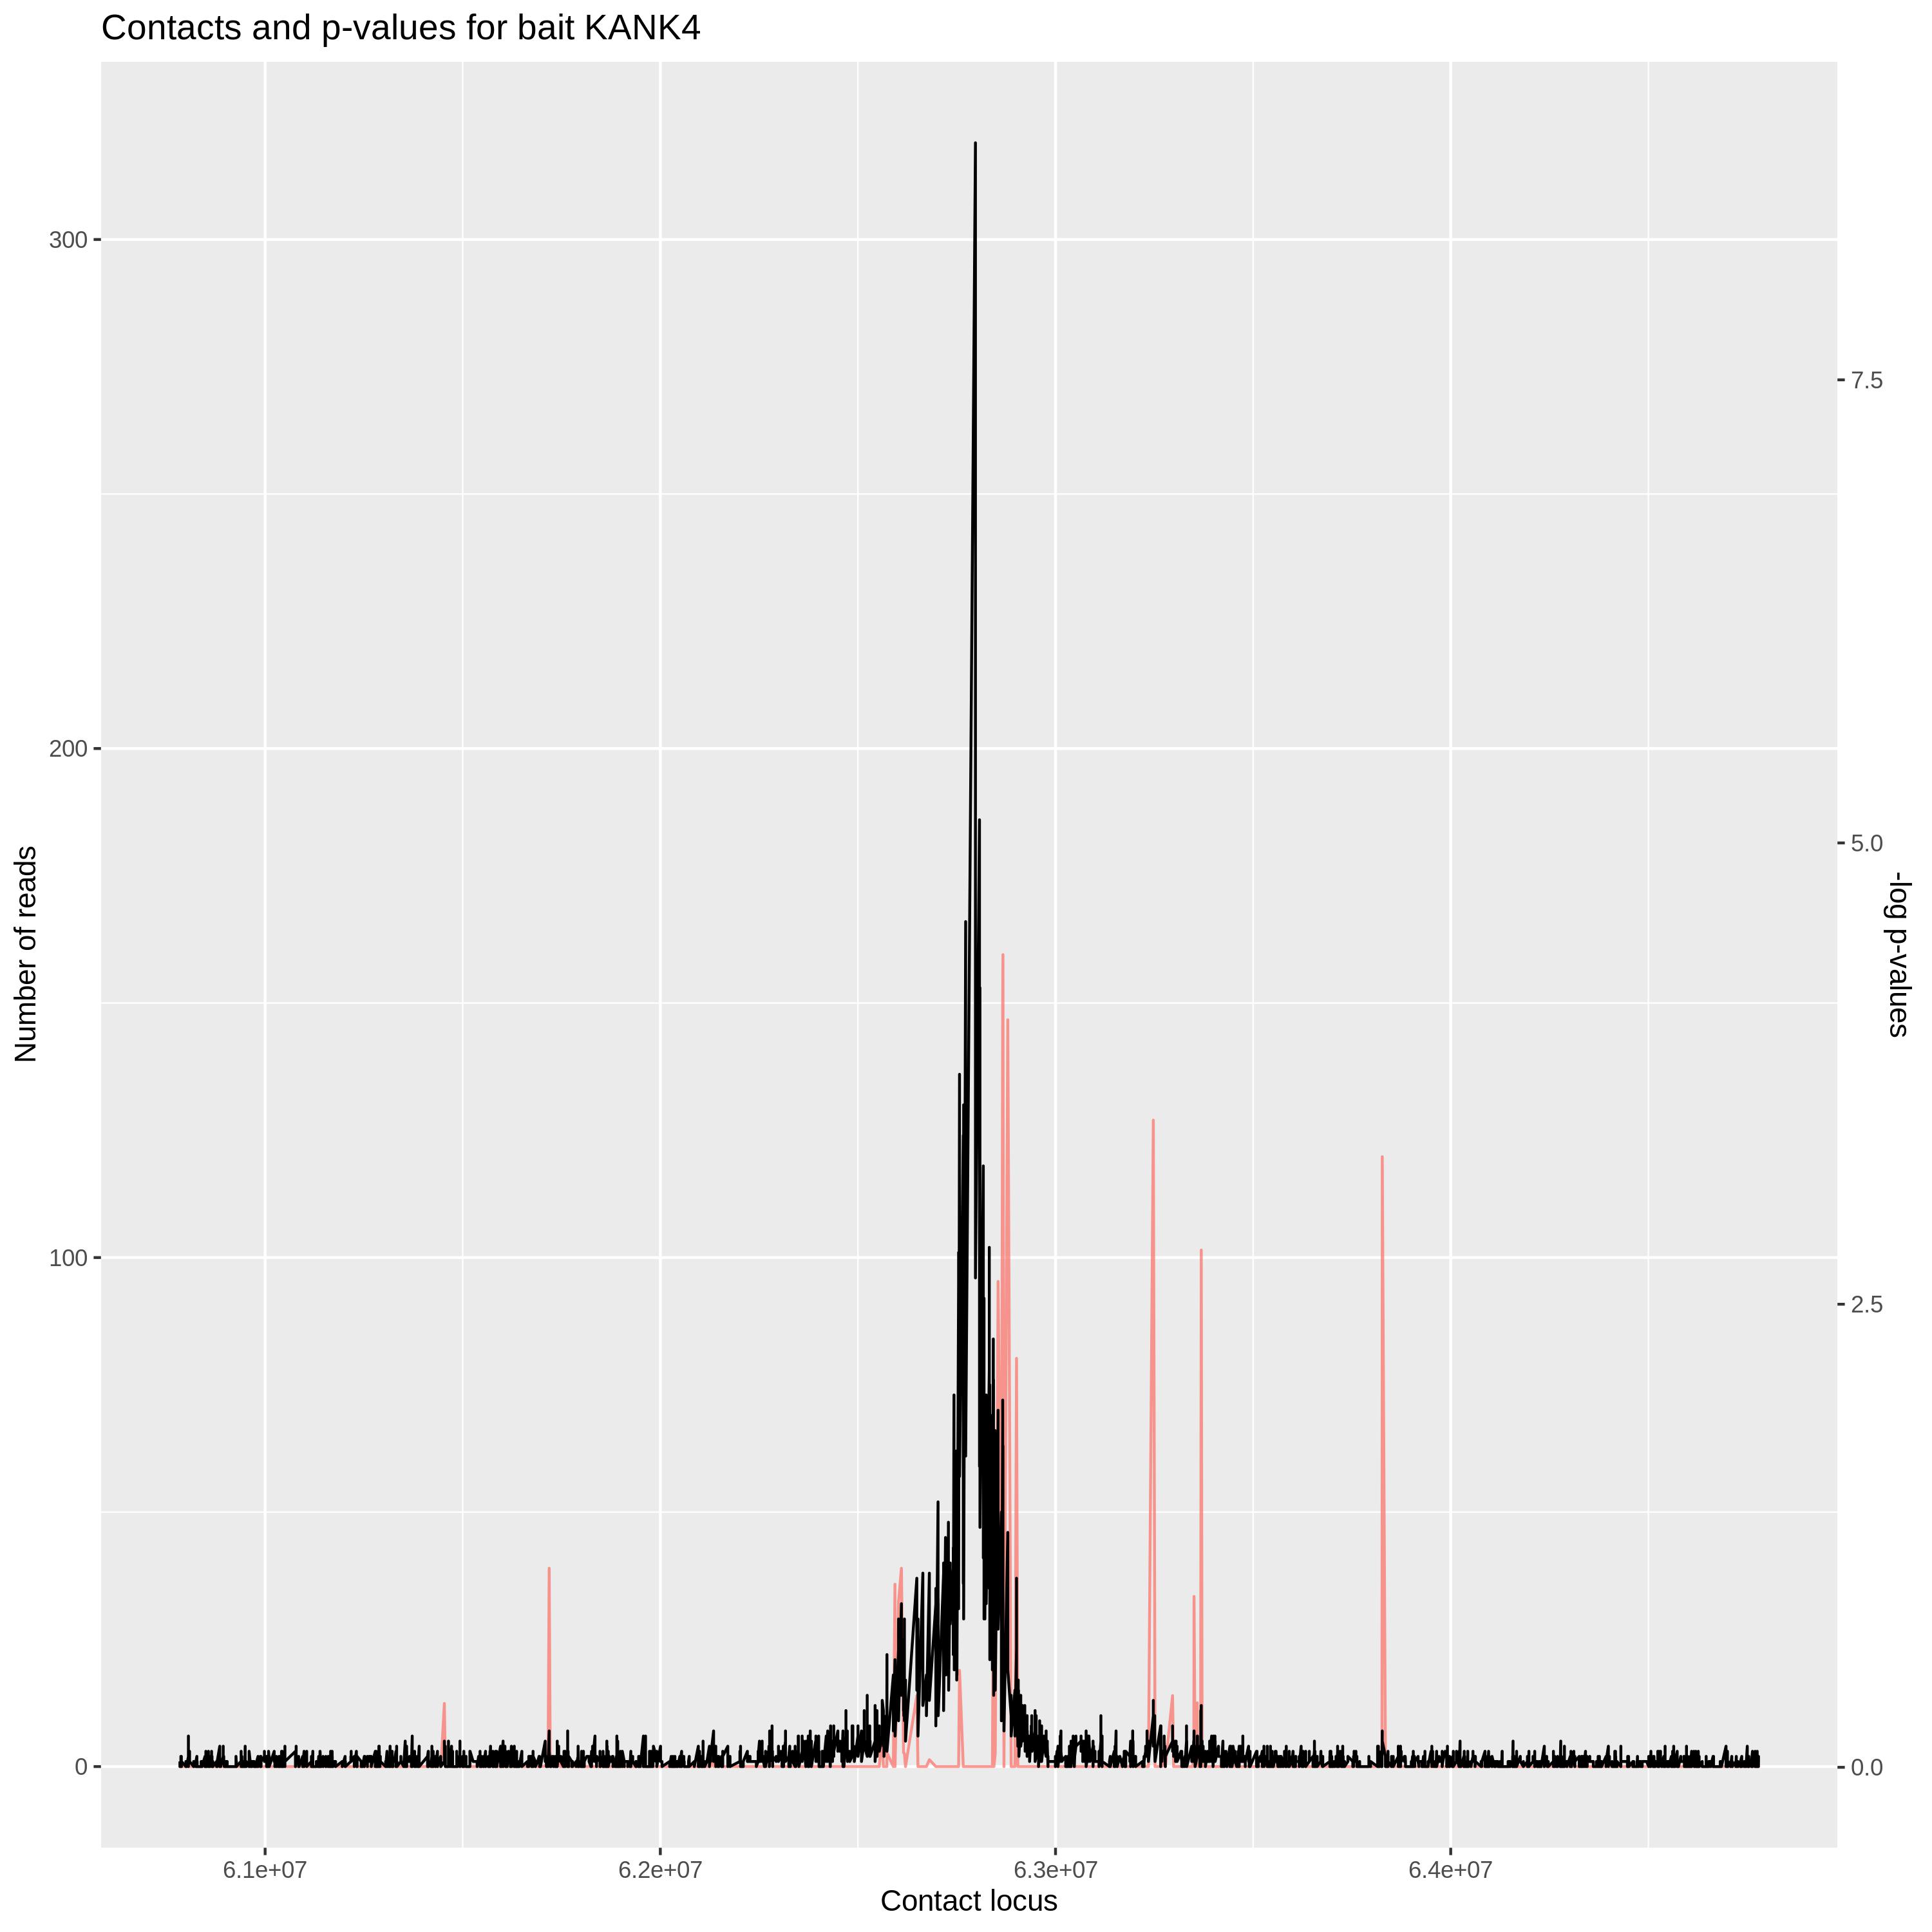 Contacts and p-values for bait KANK4
300
200
100
0
7.5
5.0
2.5
0.0
Number of reads
-log p-values
6.1e+07
6.2e+07
6.3e+07
6.4e+07
Contact locus